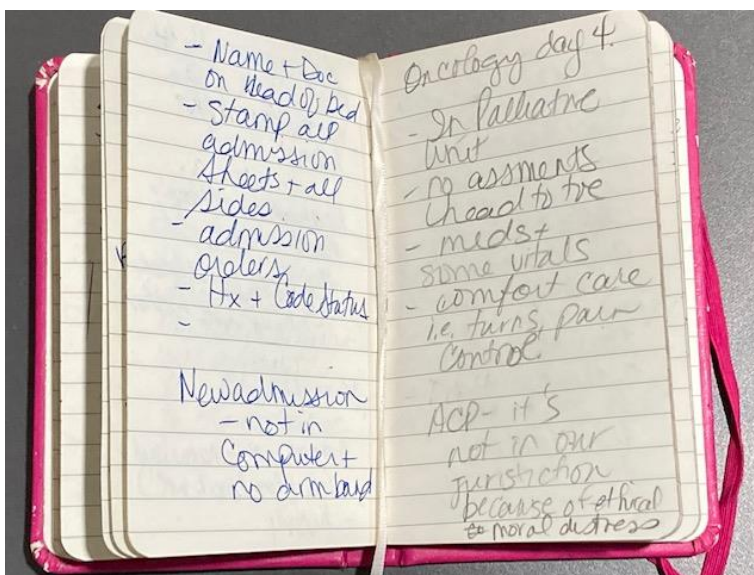 - Name + Doc
on Head of bed
- Stamp all
admission
sheets + all
sides.
- admission
orders
- Hx + Code Status
-
New admission
- not in
Computer +
no armband
Oncology day 4.
- In Palliative
Unit
- no assments
head to toe
- meds +
some vitals
- comfort care
i.e. turns, pain
control
ACP - it's
not in our
juristiction
because of ethical
moral distress